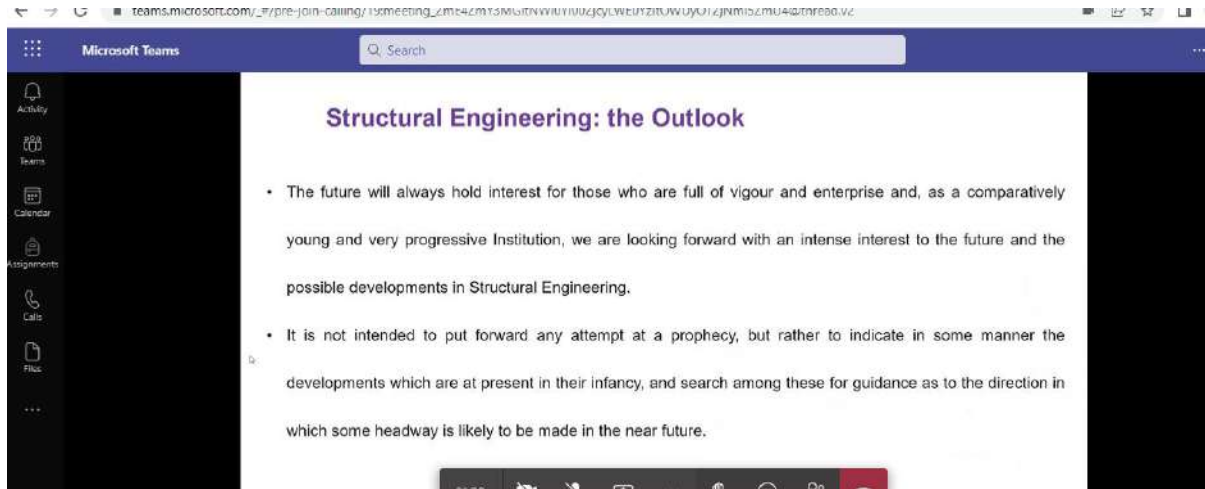 Microsoft Teams
Search
Activity
Teams
Calendar
Assignments
Calls
Files
Structural Engineering: the Outlook
• The future will always hold interest for those who are full of vigour and enterprise and, as a comparatively
young and very progressive Institution, we are looking forward with an intense interest to the future and the
possible developments in Structural Engineering.
• It is not intended to put forward any attempt at a prophecy, but rather to indicate in some manner the
developments which are at present in their infancy, and search among these for guidance as to the direction in
which some headway is likely to be made in the near future.